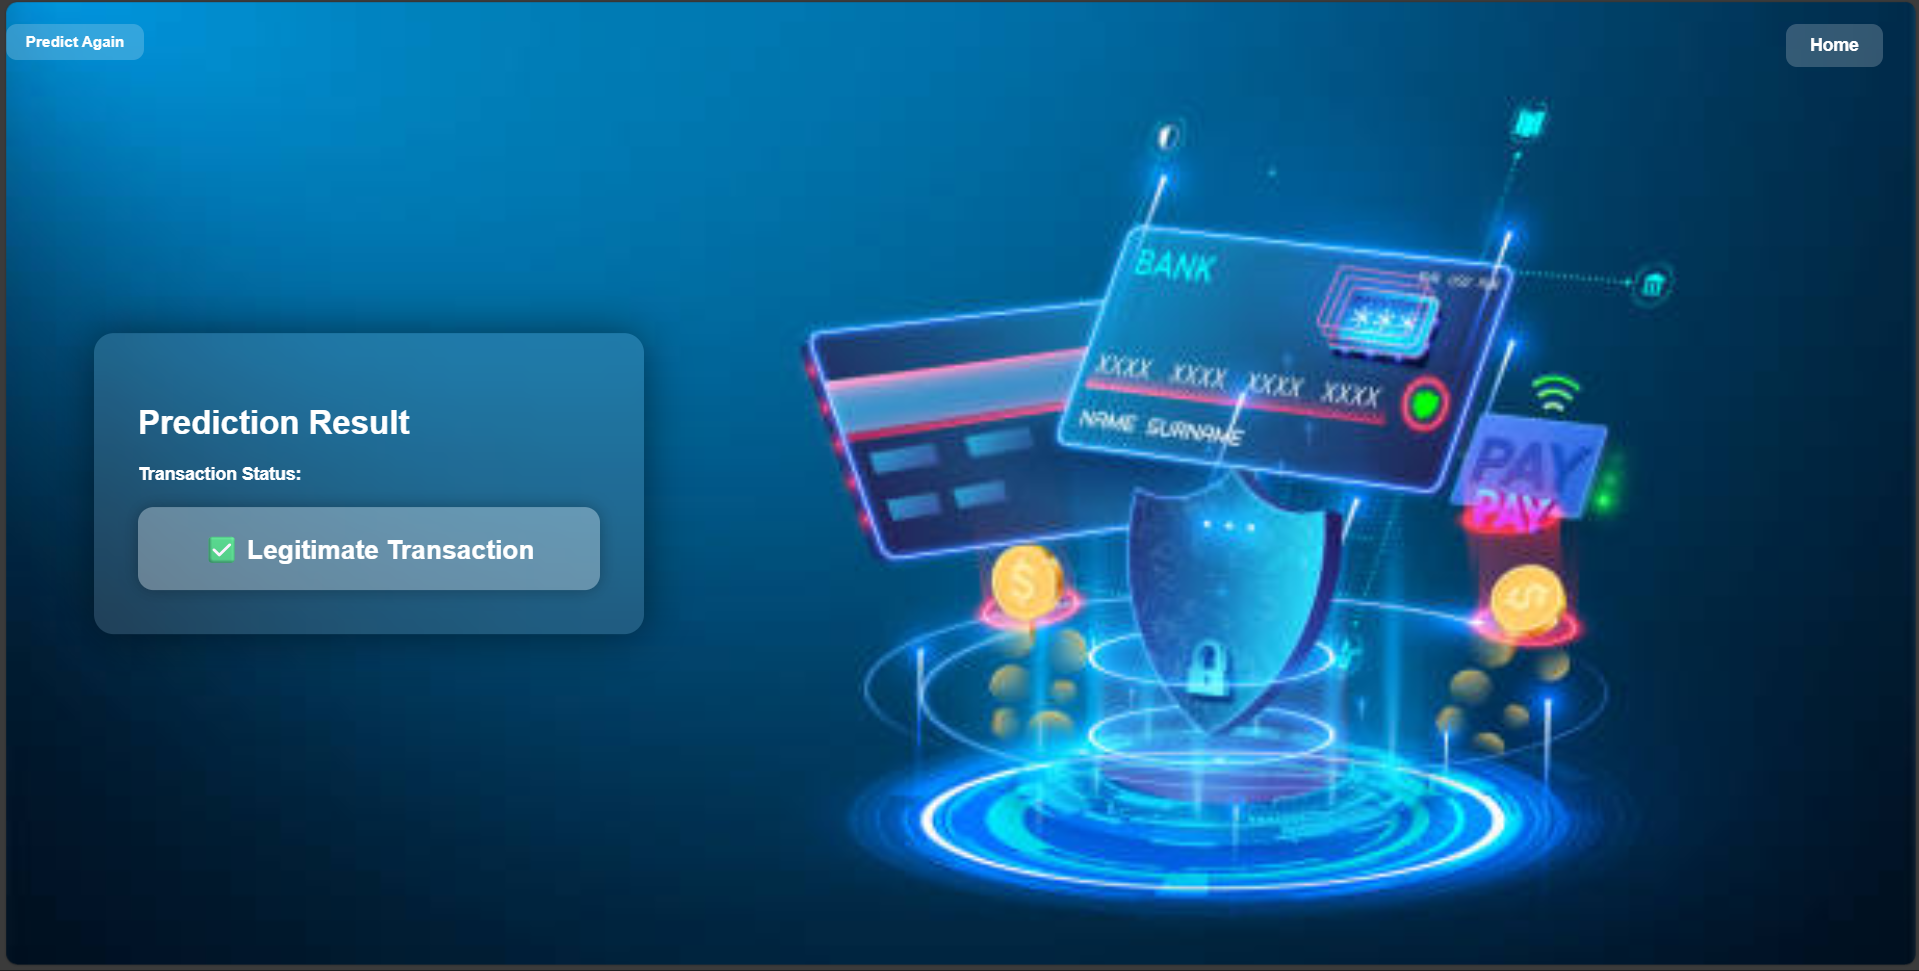 Predict Again
Home
BANK
***
XXXX XXXX XXXX XXXX
NAME SURNAME
PAY
PAY
Prediction Result
Transaction Status:
✅ Legitimate Transaction